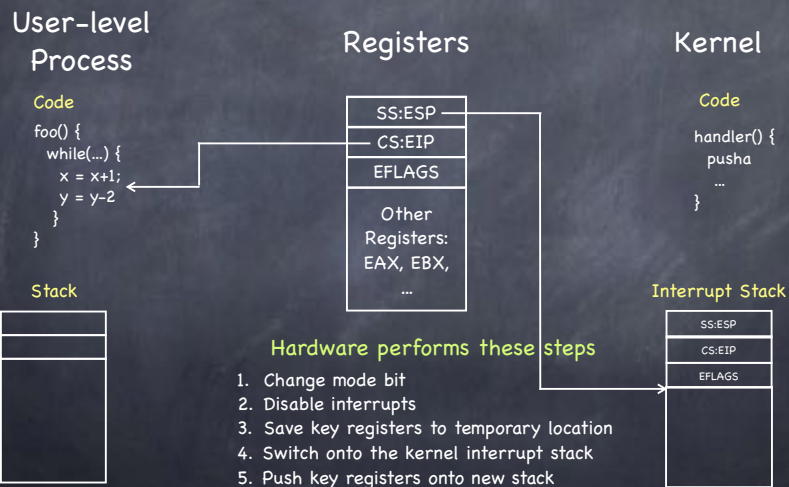 User-level
Process
Registers
Kernel
Code
foo() {
while(...) {
x = x+1;
y = y-2
}
}
Stack
SS:ESP
CS:EIP
EFLAGS
Other
Registers:
EAX, EBX,
...
Code
handler() {
pusha
...
}
Interrupt Stack
SS:ESP
CS:EIP
EFLAGS
Hardware performs these steps
1. Change mode bit
2. Disable interrupts
3. Save key registers to temporary location
4. Switch onto the kernel interrupt stack
5. Push key registers onto new stack